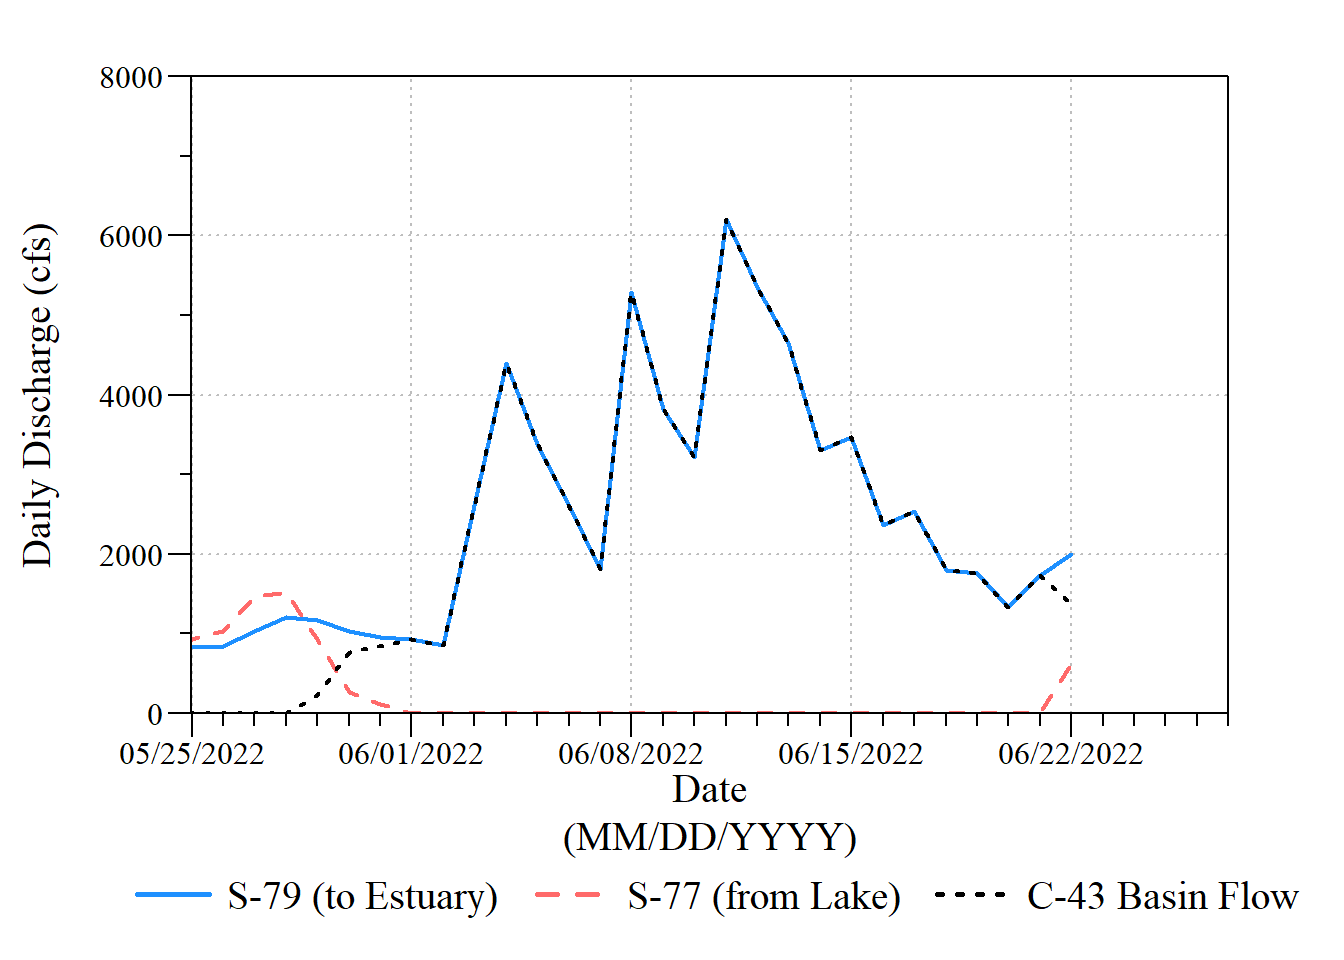 8000
6000
4000
2000
0
Daily Discharge (cfs)
05/25/2022 06/01/2022 06/08/2022 06/15/2022 06/22/2022
Date
(MM/DD/YYYY)
S-79 (to Estuary) S-77 (from Lake) C-43 Basin Flow